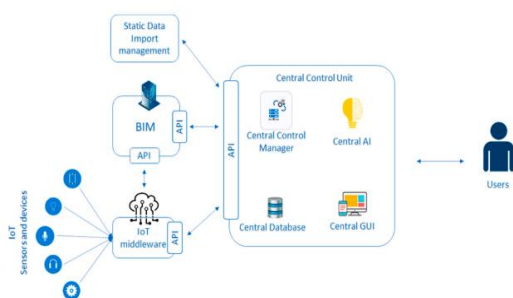 Static Data
Import
management
Central Control Unit
BIM
API
API
API
Central Control
Manager
Central AI
Users
IoT
Sensors and devices
IoT
middleware
API
Central Database
Central GUI